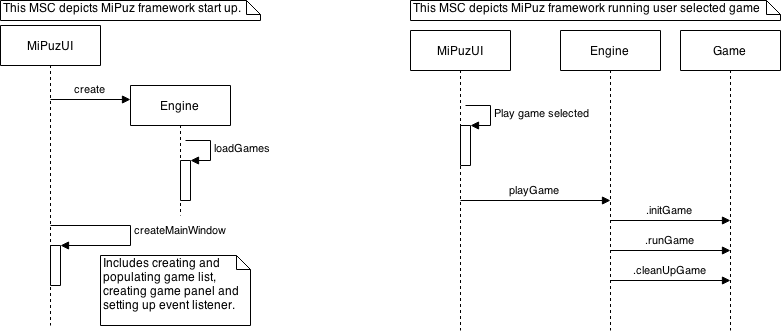 This MSC depicts MiPuz framework start up.
MiPuzUI
create
Engine
loadGames
createMainWindow
Includes creating and
populating game list,
creating game panel and
setting up event listener.
This MSC depicts MiPuz framework running user selected game
MiPuzUI
Engine
Game
Play game selected
playGame
.initGame
.runGame
.cleanUpGame